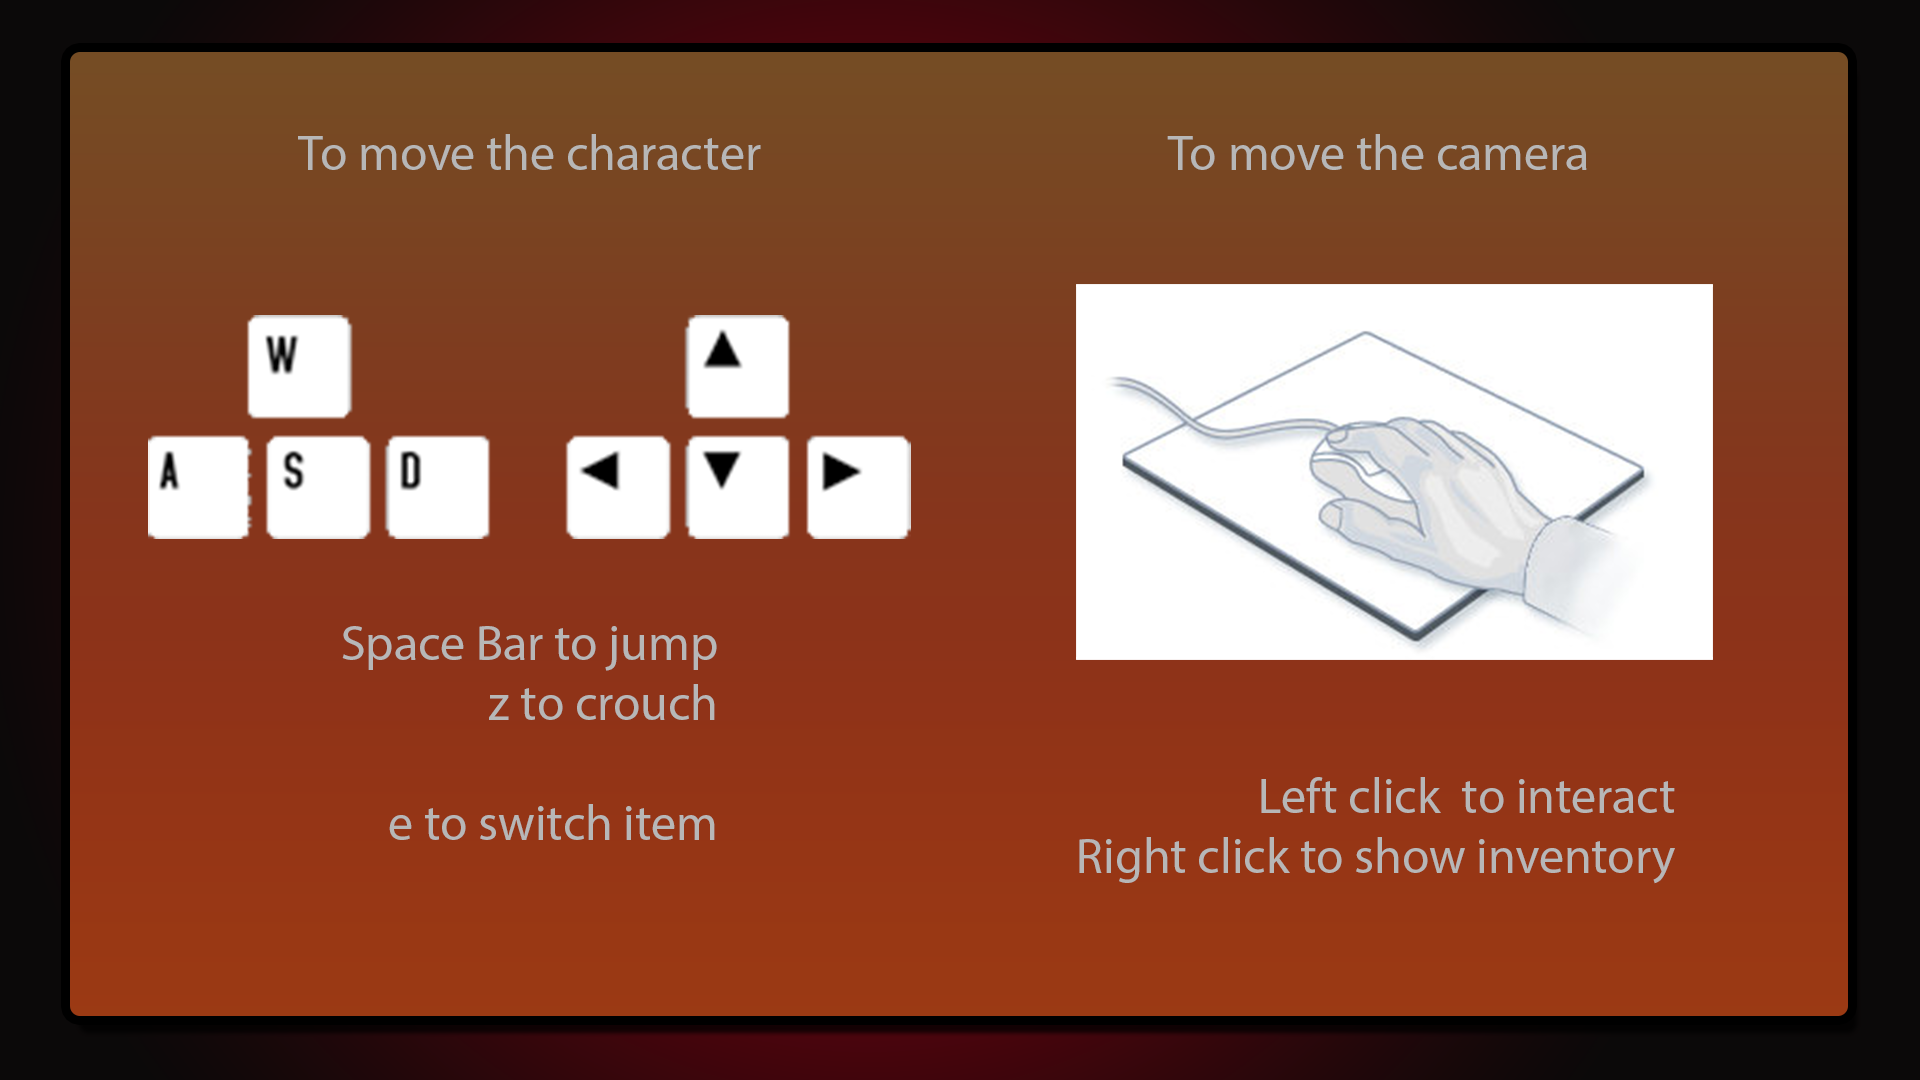 To move the character
W
A S D
Space Bar to jump
z to crouch
e to switch item
To move the camera
Left click  to interact
Right click to show inventory